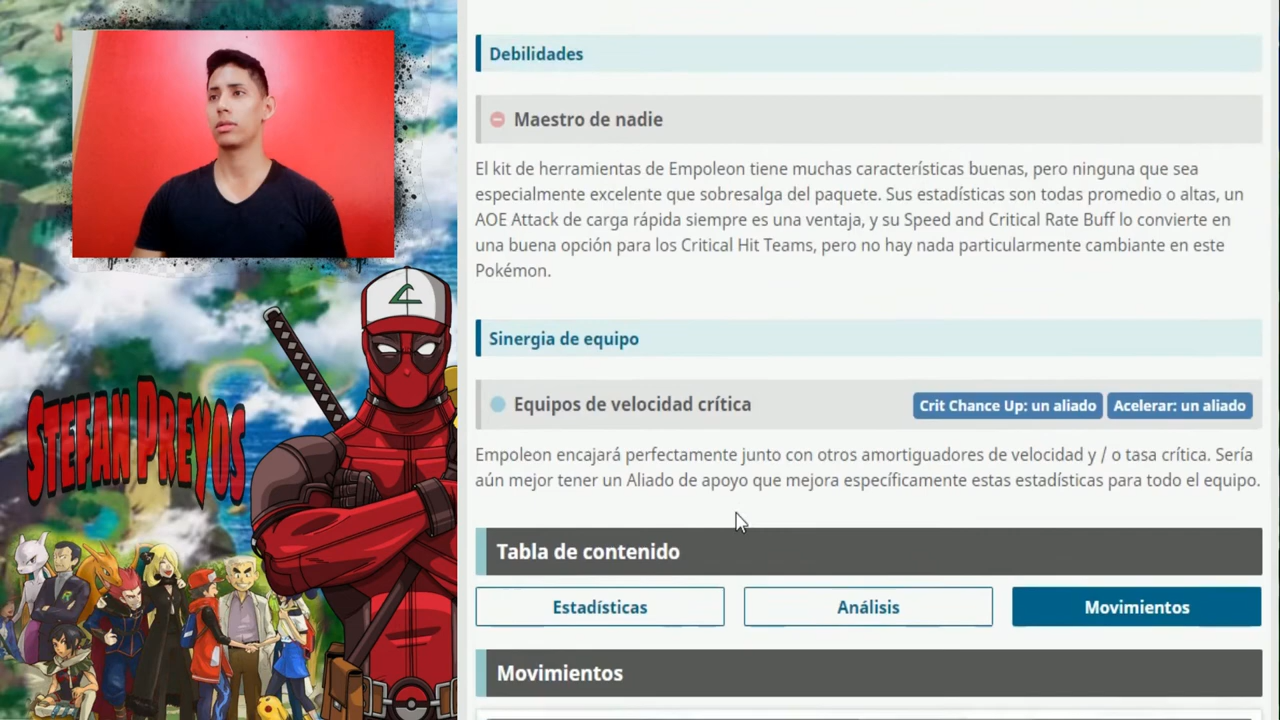 Debilidades
Maestro de nadie
El kit de herramientas de Empoleon tiene muchas características buenas, pero ninguna que sea
especialmente excelente que sobresalga del paquete. Sus estadísticas son todas promedio o altas, un
AOE Attack de carga rápida siempre es una ventaja, y su Speed and Critical Rate Buff lo convierte en
una buena opción para los Critical Hit Teams, pero no hay nada particularmente cambiante en este
Pokémon.
Sinergia de equipo
Equipos de velocidad crítica
Crit Chance Up: un aliado
Acelerar: un aliado
Empoleon encajará perfectamente junto con otros amortiguadores de velocidad y / o tasa crítica. Sería
aún mejor tener un Aliado de apoyo que mejora específicamente estas estadísticas para todo el equipo.
Tabla de contenido
Estadísticas
Análisis
Movimientos
Movimientos
STEFAN PREYOS